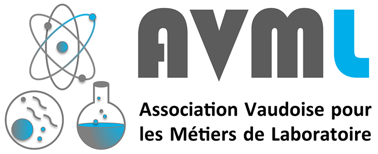 AVML
Association Vaudoise pour
les Métiers de Laboratoire